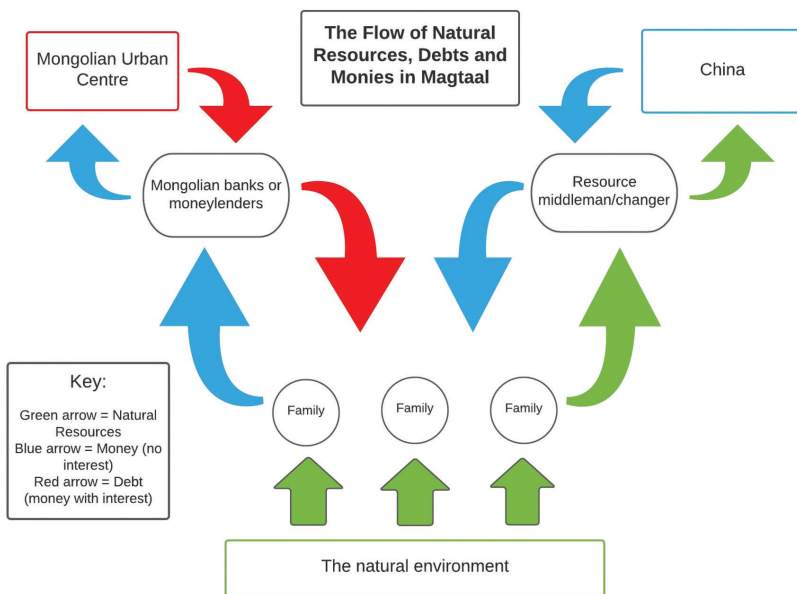 The Flow of Natural
Resources, Debts and
Monies in Magtaal
Mongolian Urban
Centre
China
Mongolian banks or
moneylenders
Resource
middleman/changer
Key:
Green arrow = Natural
Resources
Blue arrow = Money (no
interest)
Red arrow = Debt
(money with interest)
Family
Family
Family
The natural environment